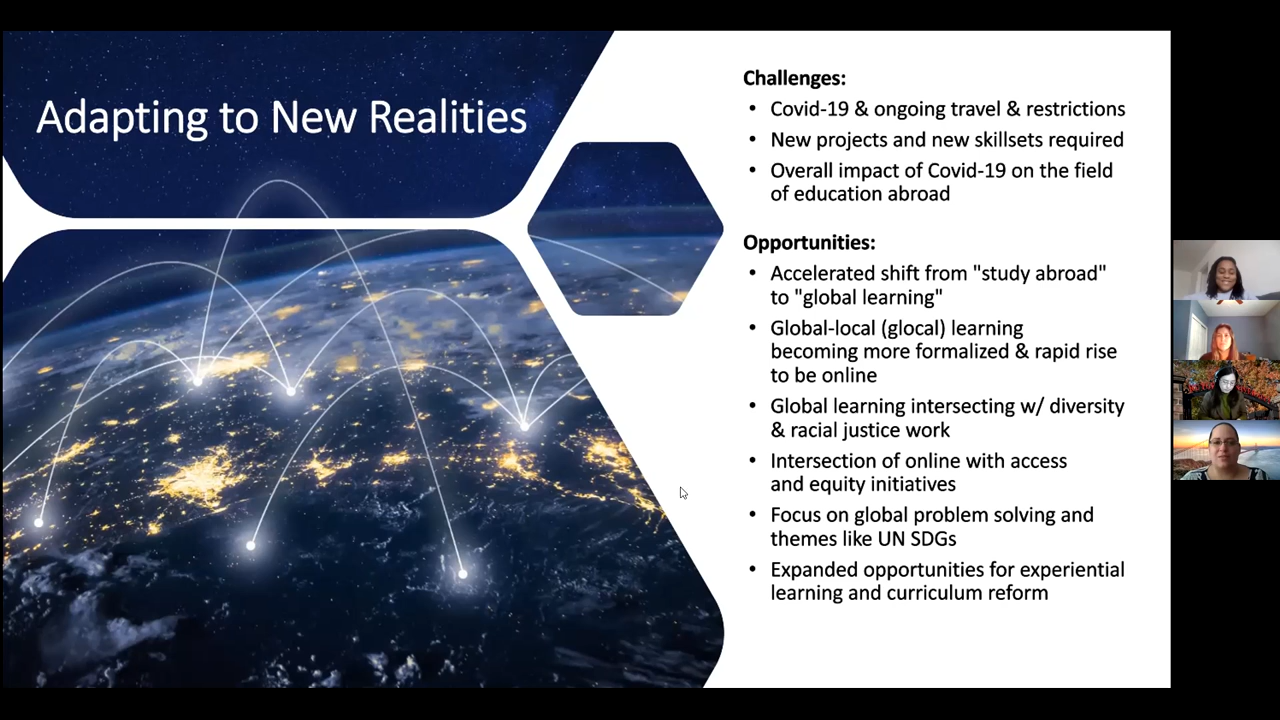 Adapting to New Realities
Challenges:
• Covid-19 & ongoing travel & restrictions
• New projects and new skillsets required
• Overall impact of Covid-19 on the field
of education abroad
Opportunities:
• Accelerated shift from "study abroad"
to "global learning"
• Global-local (glocal) learning
becoming more formalized & rapid rise
to be online
• Global learning intersecting w/ diversity
& racial justice work
• Intersection of online with access
and equity initiatives
• Focus on global problem solving and
themes like UN SDGs
• Expanded opportunities for experiential
learning and curriculum reform